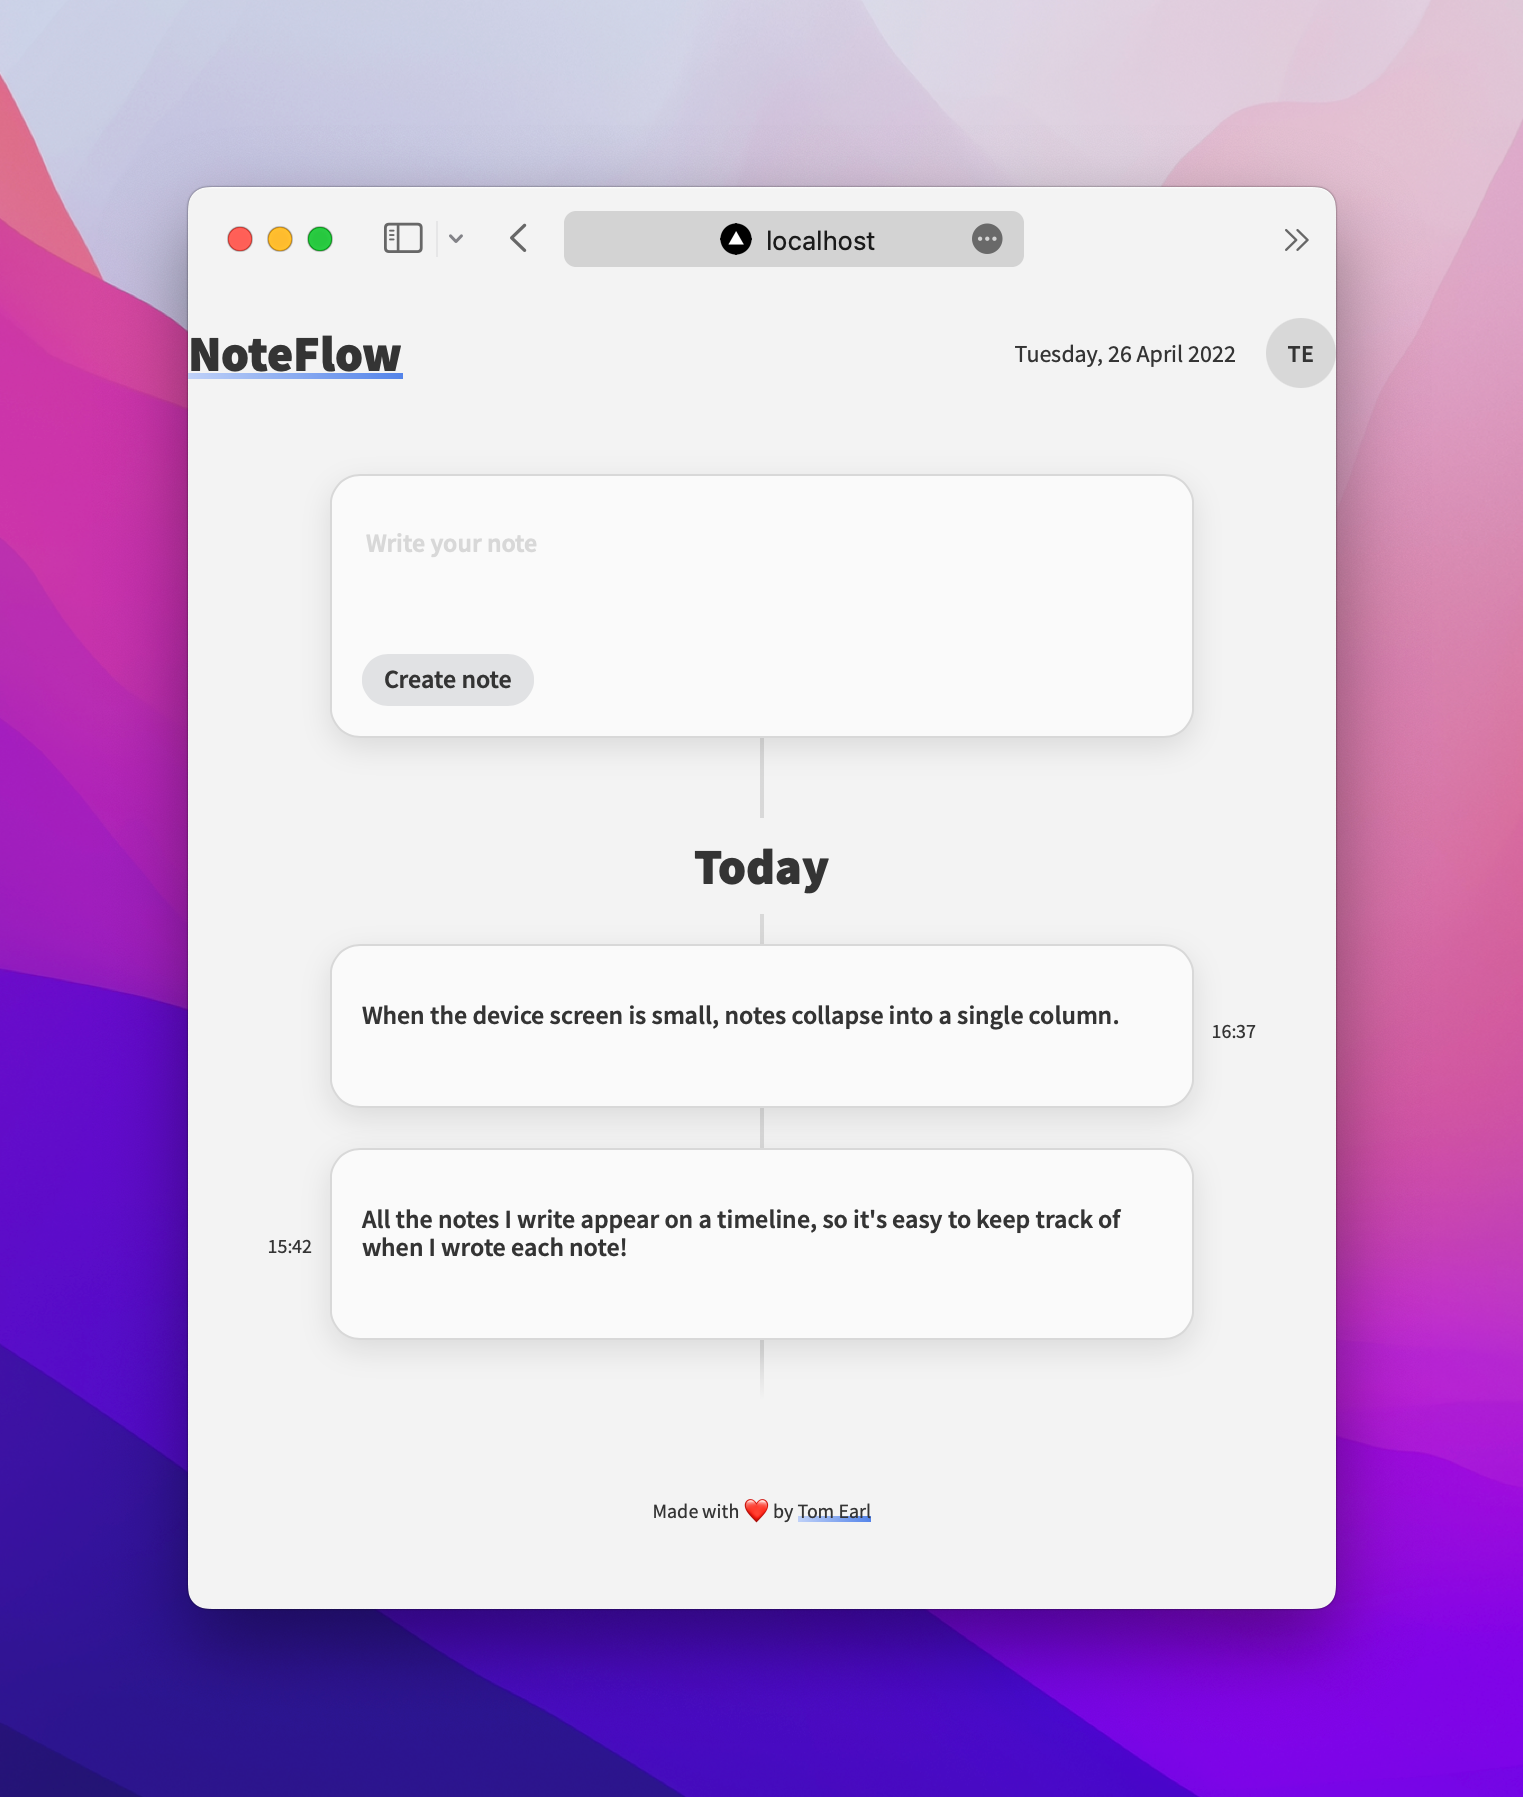 localhost
NoteFlow
Tuesday, 26 April 2022
TE
Write your note
Create note
Today
When the device screen is small, notes collapse into a single column.
16:37
All the notes I write appear on a timeline, so it's easy to keep track of
when I wrote each note!
15:42
Made with ❤️ by Tom Earl